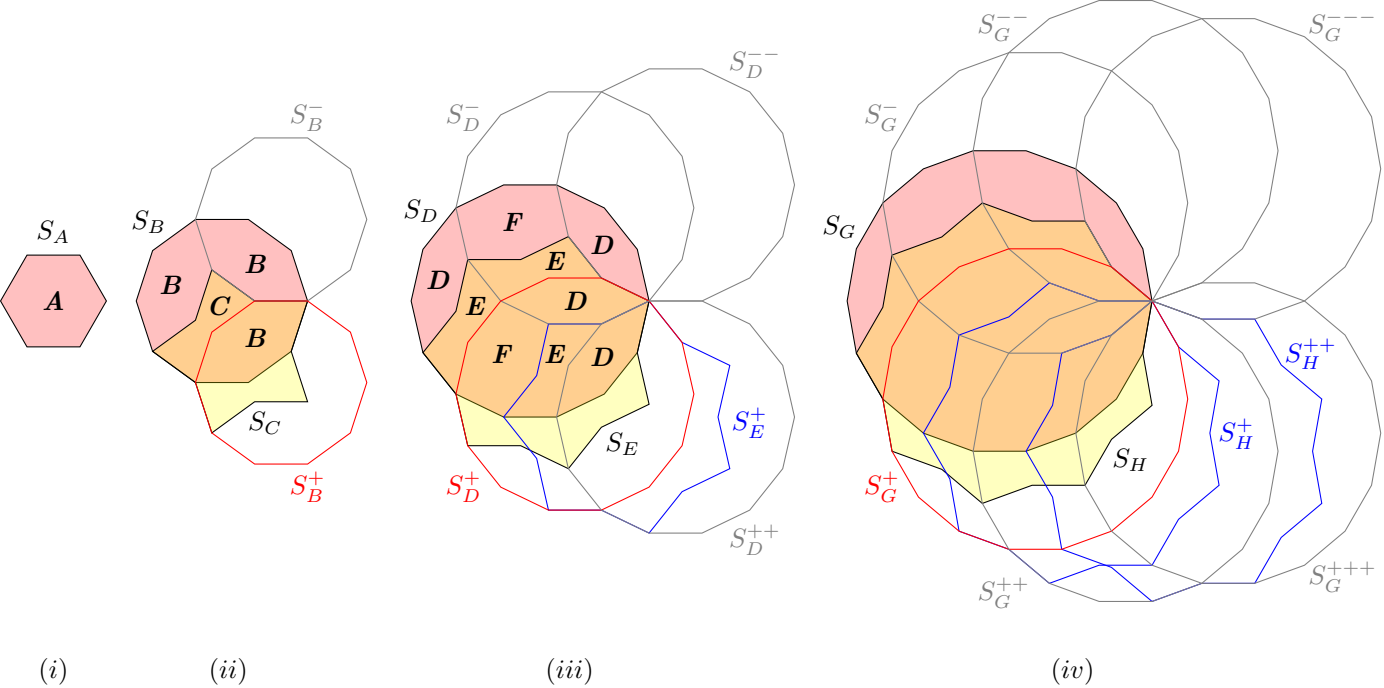 S_A
A
(i)
S_B^-
S_B
B
B
C
B
S_C
S_B^+
(ii)
S_D^{--}
S_D^-
S_D
F
D
E
D
E
D
F
E
D
S_E^+
S_E
S_D^+
S_D^{++}
(iii)
S_G^{--}
S_G^{---}
S_G^-
S_G
S_H^{++}
S_H^+
S_H
S_G^+
S_G^{++}
S_G^{+++}
(iv)